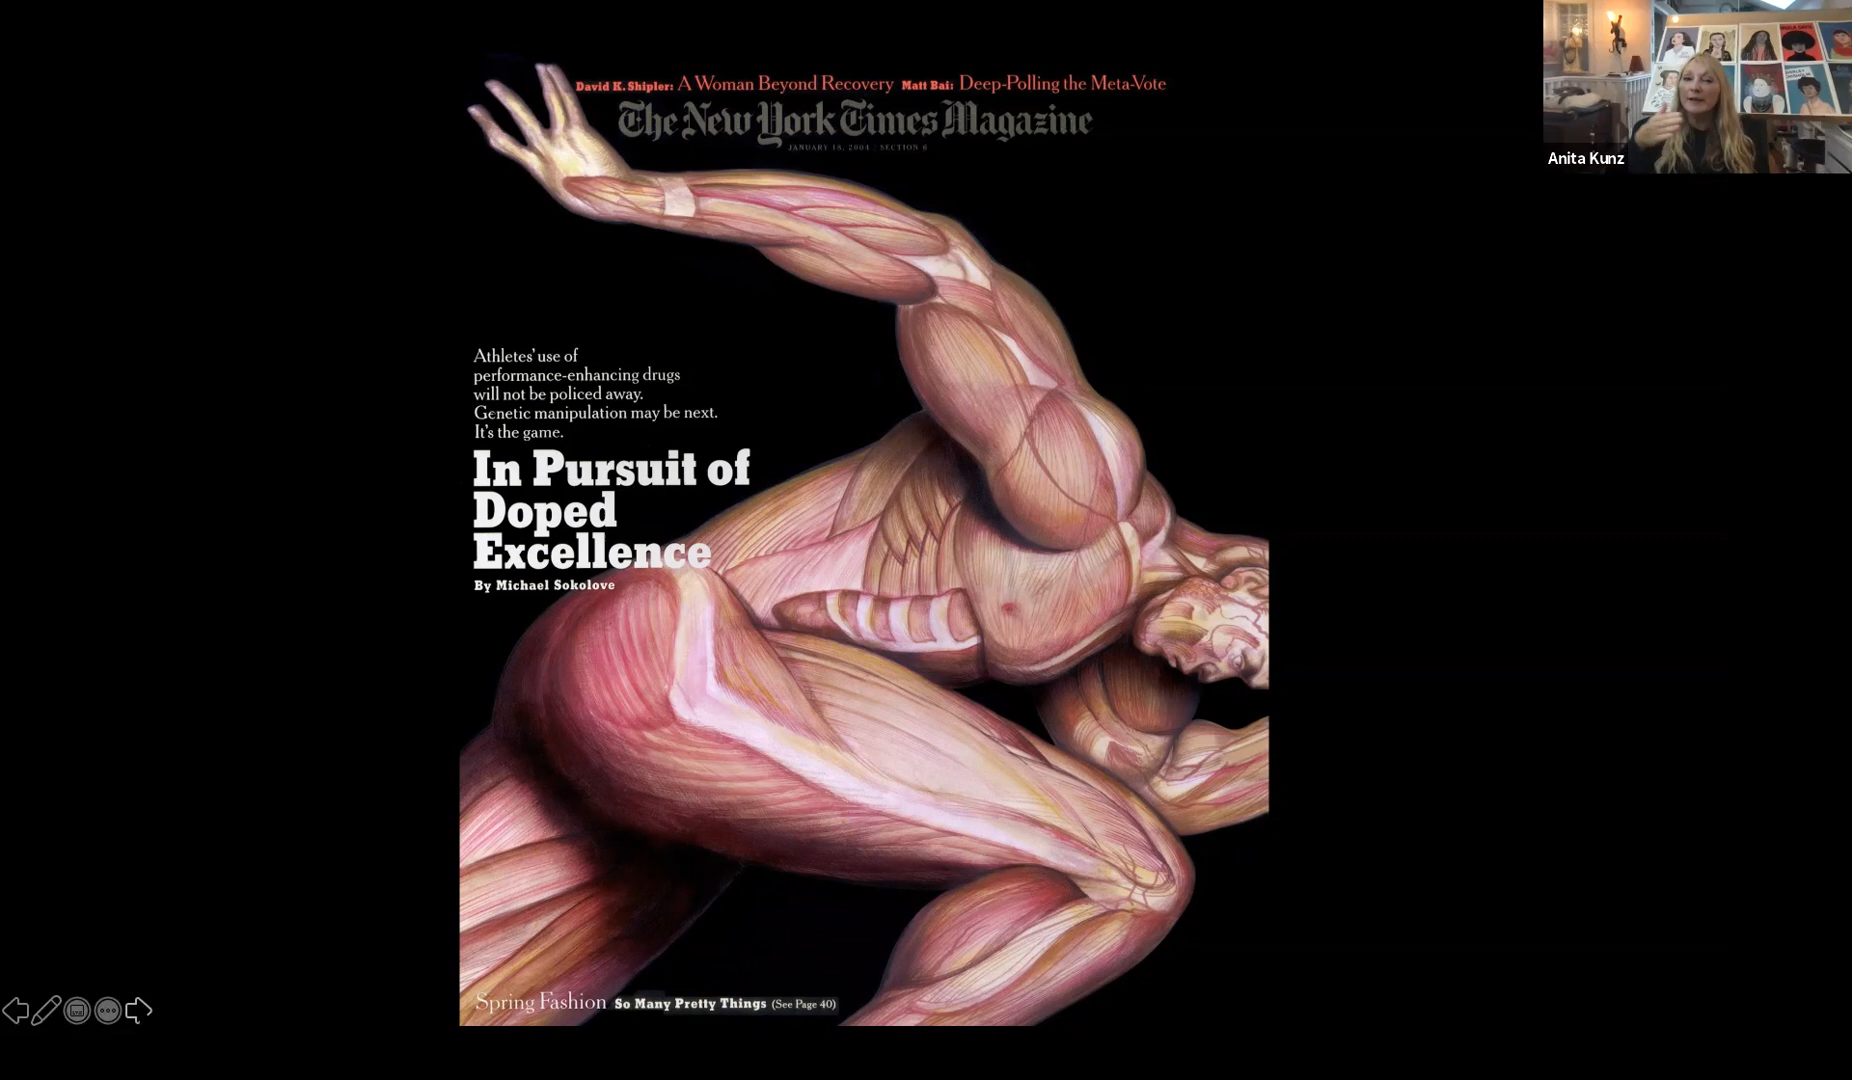 David K. Shipler: A Woman Beyond Recovery Matt Bai: Deep-Polling the Meta-Vote
The New York Times Magazine
JANUARY 18, 2004 / SECTION 6
Anita Kunz
Athletes' use of
performance-enhancing drugs
will not be policed away.
Genetic manipulation may be next.
It's the game.
In Pursuit of
Doped
Excellence
By Michael Sokolove
Spring Fashion So Many Pretty Things (See Page 40)